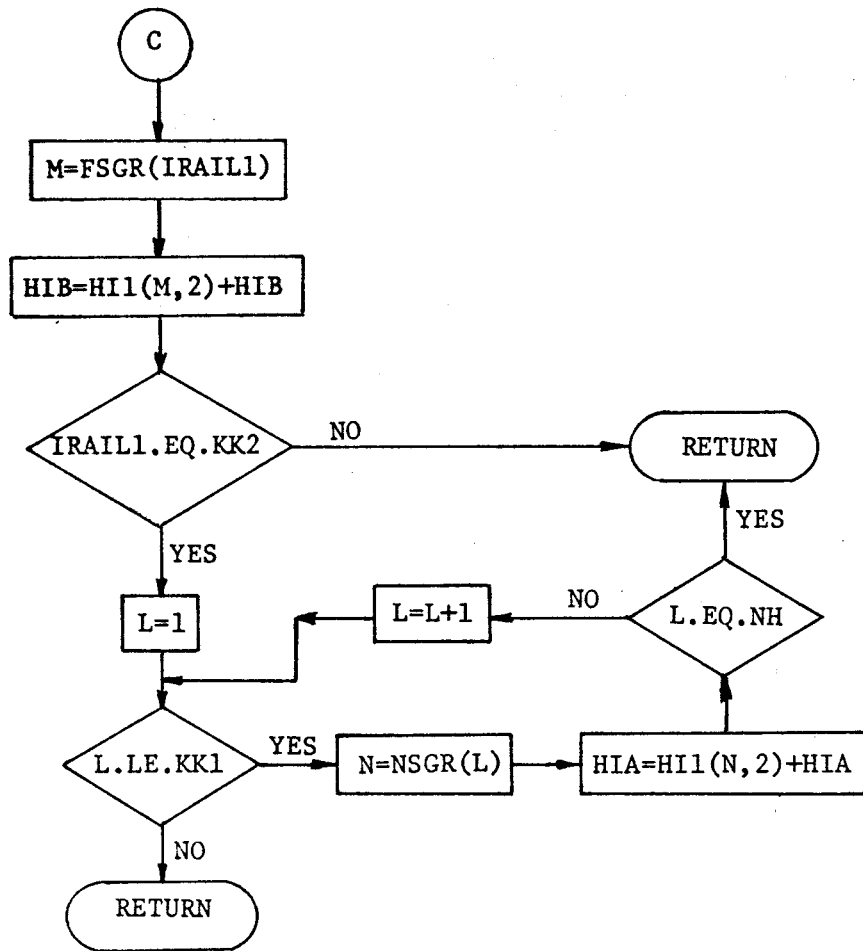 C
M=FSGR(IRAIL1)
HIB=HI1(M,2)+HIB
IRAIL1.EQ.KK2
NO
RETURN
YES
YES
L=1
L=L+1
NO
L.EQ.NH
L.LE.KK1
YES
N=NSGR(L)
HIA=HI1(N,2)+HIA
NO
RETURN